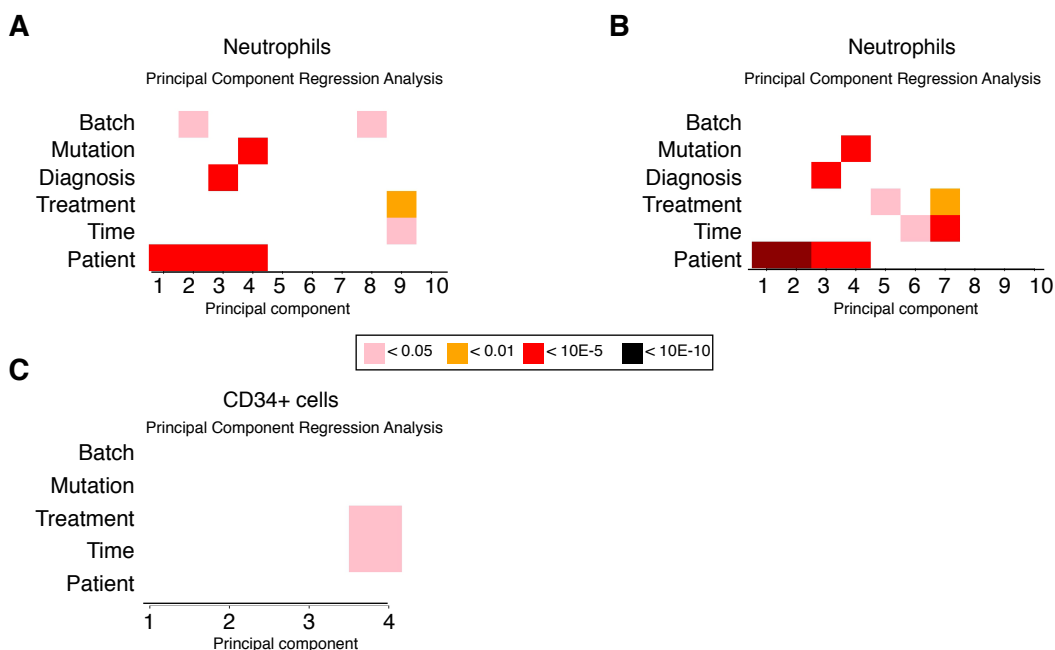 A
Neutrophils
Principal Component Regression Analysis
Batch
Mutation
Diagnosis
Treatment
Time
Patient
1 2 3 4 5 6 7 8 9 10
Principal component
B
Neutrophils
Principal Component Regression Analysis
Batch
Mutation
Diagnosis
Treatment
Time
Patient
1 2 3 4 5 6 7 8 9 10
Principal component
< 0.05 < 0.01 < 10E-5 < 10E-10
C
CD34+ cells
Principal Component Regression Analysis
Batch
Mutation
Treatment
Time
Patient
1 2 3 4
Principal component